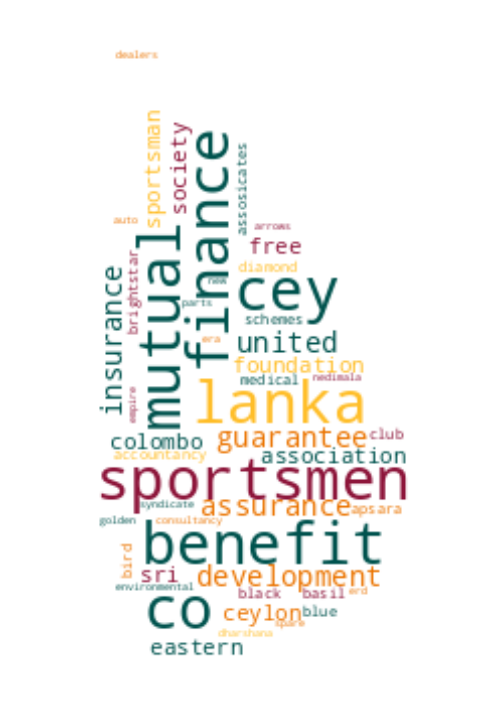 dealers
sportsman
society
finance
assosicates
auto
arrows
mutual
free
brightstar
insurance
diamond
new
cey
parts
schemes
era
united
foundation
medical
nedimala
lanka
empire
colombo
guarantee
club
accountancy
association
sportsmen
syndicate
assurance
apsara
golden
consultancy
benefit
bird
sri
development
environmental
black
basil
erd
co
ceylon
blue
spare
dharshana
eastern